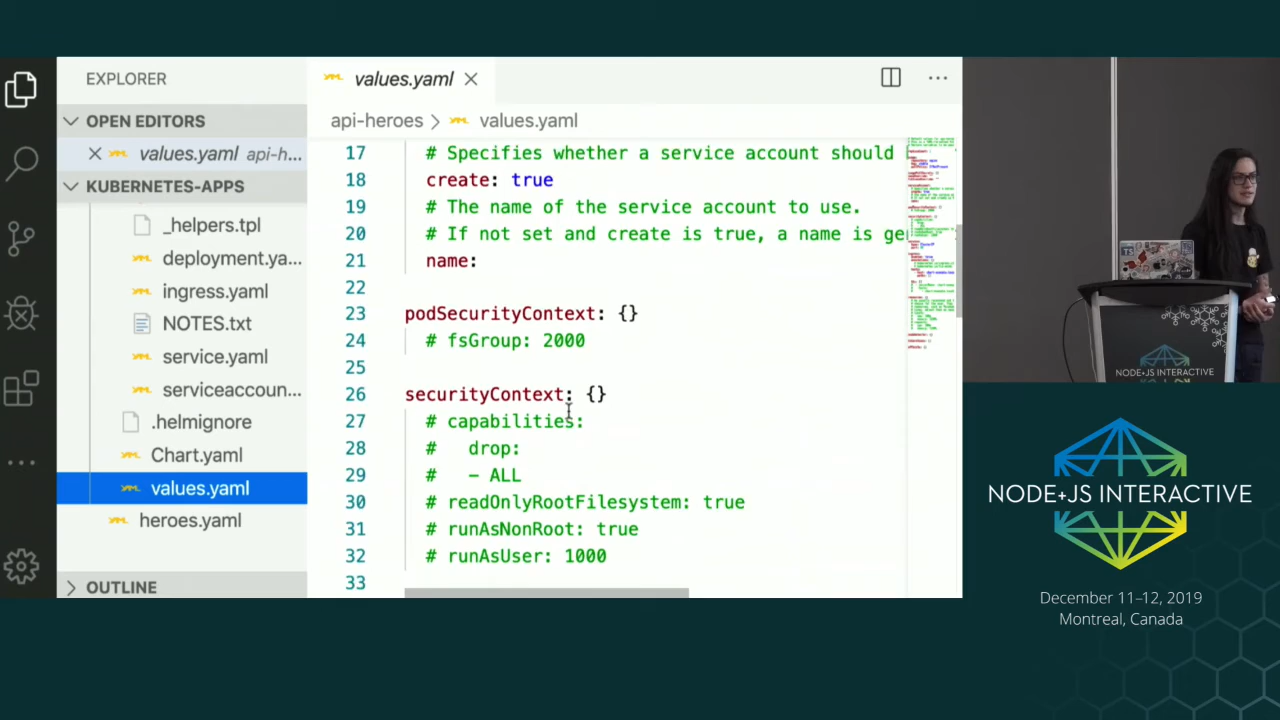 EXPLORER
OPEN EDITORS
values.yaml api-h...
KUBERNETES-APPS
_helpers.tpl
deployment.ya...
ingress.yaml
NOTES.txt
service.yaml
serviceaccoun...
.helmignore
Chart.yaml
values.yaml
heroes.yaml
OUTLINE
values.yaml
api-heroes > values.yaml
17 # Specifies whether a service account should
18 create: true
19 # The name of the service account to use.
20 # If not set and create is true, a name is ge
21 name:
22
23 podSecurityContext: {}
24 # fsGroup: 2000
25
26 securityContext: {}
27 # capabilities:
28 # drop:
29 # - ALL
30 # readOnlyRootFilesystem: true
31 # runAsNonRoot: true
32 # runAsUser: 1000
33
TS
NODE+JS INTERACTIVE
NODE+JS INTERACTIVE
December 11–12, 2019
Montreal, Canada